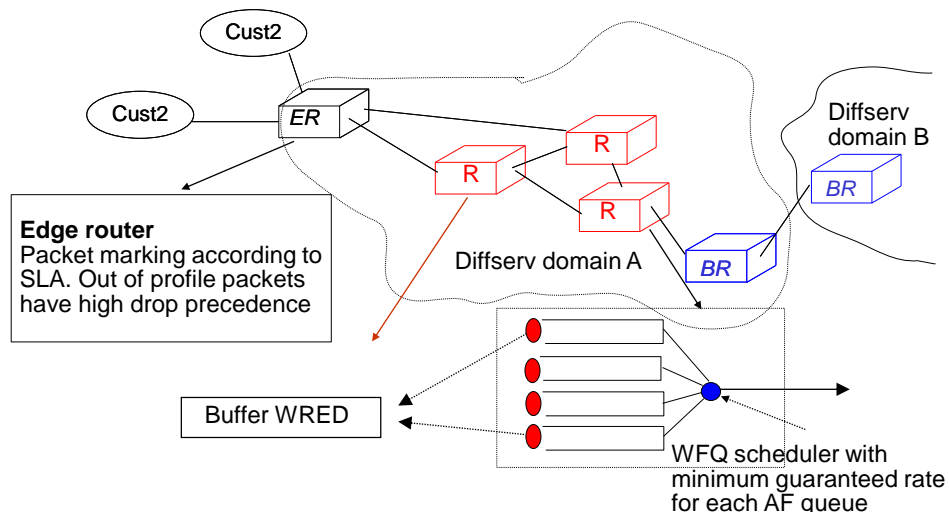 Cust2
Cust2
ER
R
R
R
Diffserv
domain B
BR
BR
Edge router
Packet marking according to
SLA. Out of profile packets
have high drop precedence
Diffserv domain A
Buffer WRED
WFQ scheduler with
minimum guaranteed rate
for each AF queue